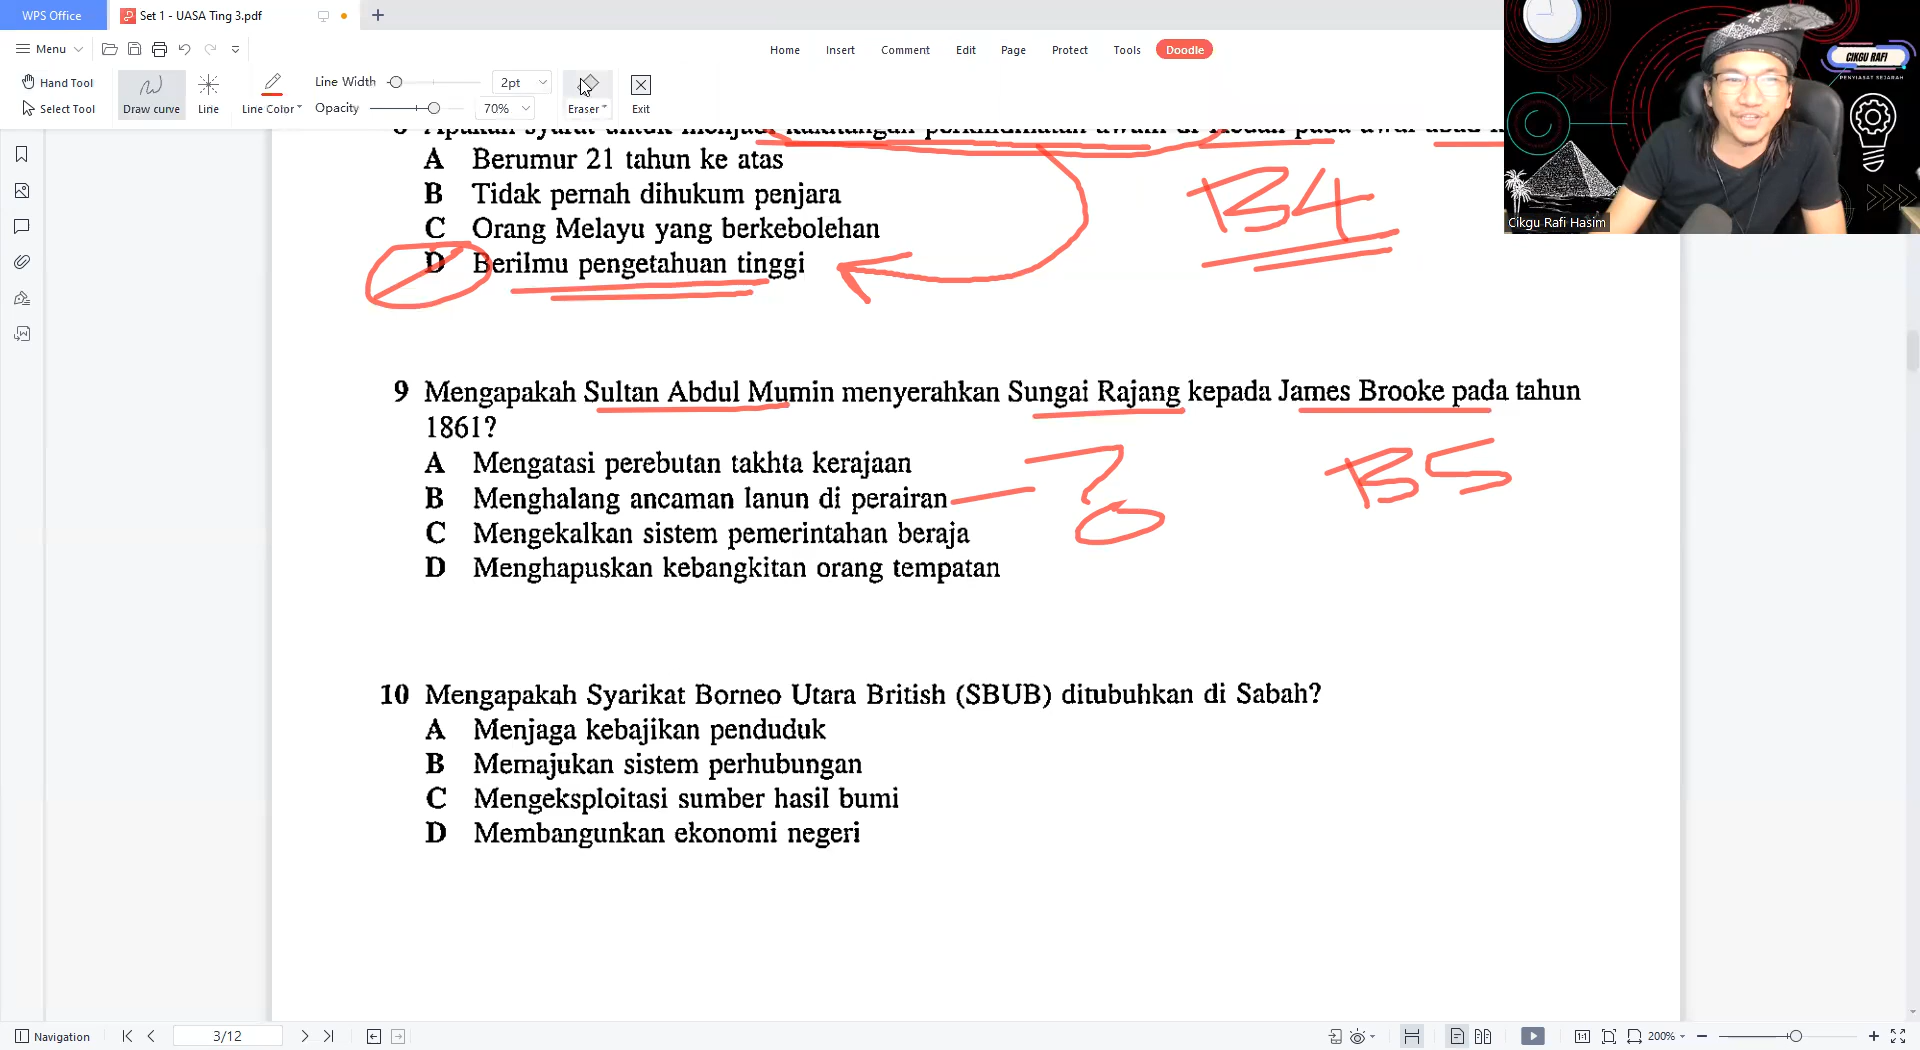 WPS Office
Set 1 - UASA Ting 3.pdf
Menu
Home
Insert
Comment
Edit
Page
Protect
Tools
Doodle
Hand Tool
Select Tool
Draw curve
Line
Line Color
Line Width
2pt
Opacity
70%
Eraser
Exit
CIKGU RAFI
PENYIASAT SEJARAH
Cikgu Rafi Hasim
A Berumur 21 tahun ke atas
B Tidak pernah dihukum penjara
C Orang Melayu yang berkebolehan
D Berilmu pengetahuan tinggi
B4
9 Mengapakah Sultan Abdul Mumin menyerahkan Sungai Rajang kepada James Brooke pada tahun
1861?
A Mengatasi perebutan takhta kerajaan
B Menghalang ancaman lanun di perairan
C Mengekalkan sistem pemerintahan beraja
D Menghapuskan kebangkitan orang tempatan
?
B5
10 Mengapakah Syarikat Borneo Utara British (SBUB) ditubuhkan di Sabah?
A Menjaga kebajikan penduduk
B Memajukan sistem perhubungan
C Mengeksploitasi sumber hasil bumi
D Membangunkan ekonomi negeri
Navigation
3/12
200%